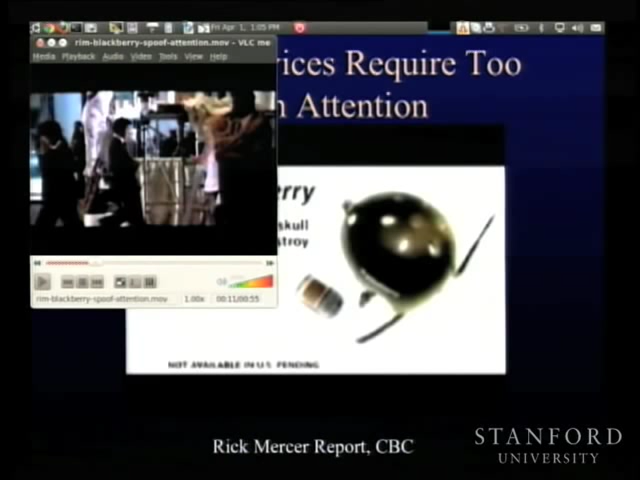 Fri Apr 1, 1:05 PM
rim-blackberry-spoof-attention.mov - VLC me
Media Playback Audio Video Tools View Help
ices Require Too
Attention
erry
skull
stroy
rim-blackberry-spoof-attention.mov 1.00x 00:11/00:55
NOT AVAILABLE IN U.S. PENDING
Rick Mercer Report, CBC
STANFORD
UNIVERSITY